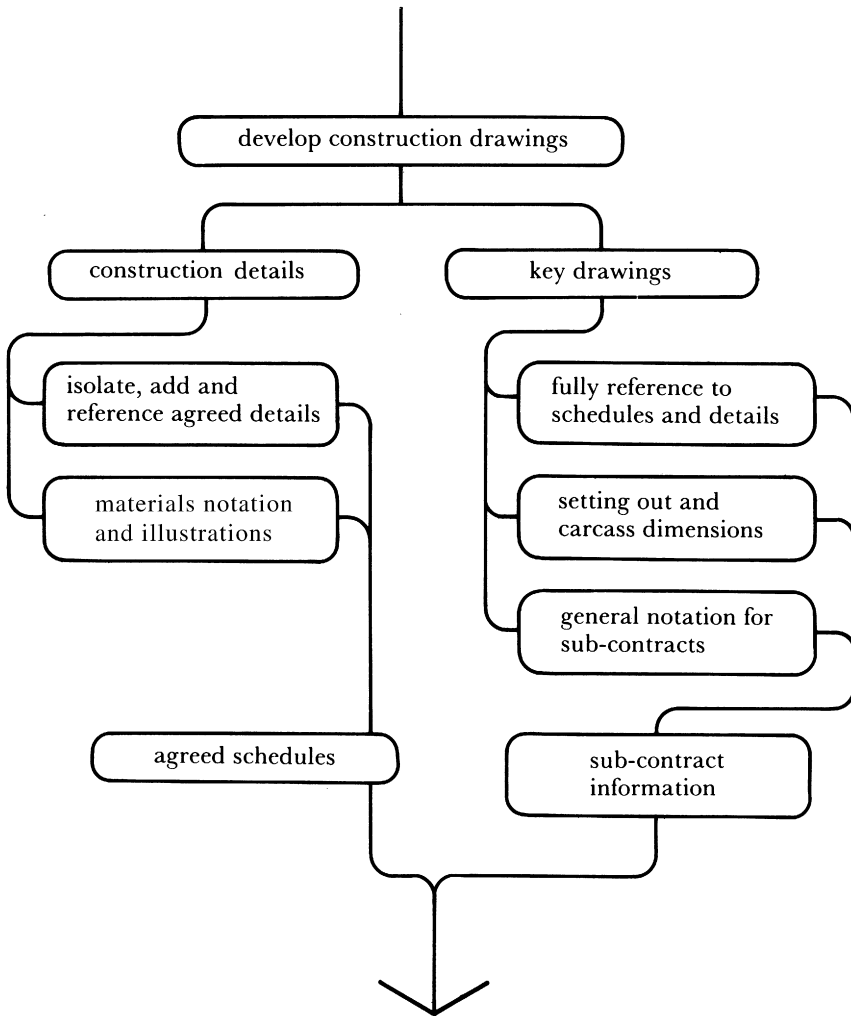 develop construction drawings
construction details
key drawings
isolate, add and
reference agreed details
fully reference to
schedules and details
materials notation
and illustrations
setting out and
carcass dimensions
general notation for
sub-contracts
agreed schedules
sub-contract
information